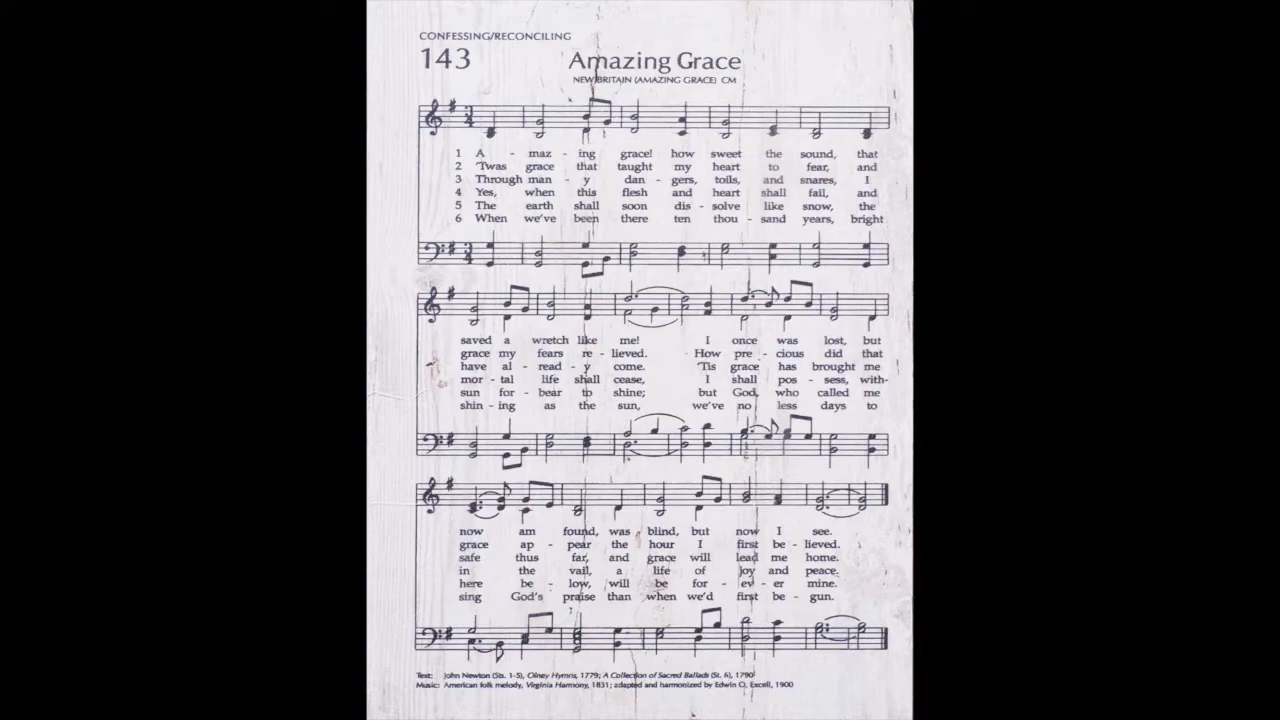 CONFESSING/RECONCILING
143 Amazing Grace
NEW BRITAIN (AMAZING GRACE) CM
1 A - maz - ing grace! how sweet the sound, that
2 'Twas grace that taught my heart to fear, and
3 Through man - y dan - gers, toils, and snares, I
4 Yes, when this flesh and heart shall fail, and
5 The earth shall soon dis - solve like snow, the
6 When we've been there ten thou - sand years, bright
saved a wretch like me! I once was lost, but
grace my fears re - lieved. How pre - cious did that
have al - read - y come. 'Tis grace has brought me
mor - tal life shall cease, I shall pos - sess, with-
sun for - bear to shine; but God, who called me
shin - ing as the sun, we've no less days to
now am found, was blind, but now I see.
grace ap - pear the hour I first be - lieved.
safe thus far, and grace will lead me home.
in the vail, a life of joy and peace.
here be - low, will be for - ev - er mine.
sing God's praise than when we'd first be - gun.
Text: John Newton (Sts. 1-5), Olney Hymns, 1779; A Collection of Sacred Ballads (St. 6), 1790
Music: American folk melody, Virginia Harmony, 1831; adapted and harmonized by Edwin O. Excell, 1900